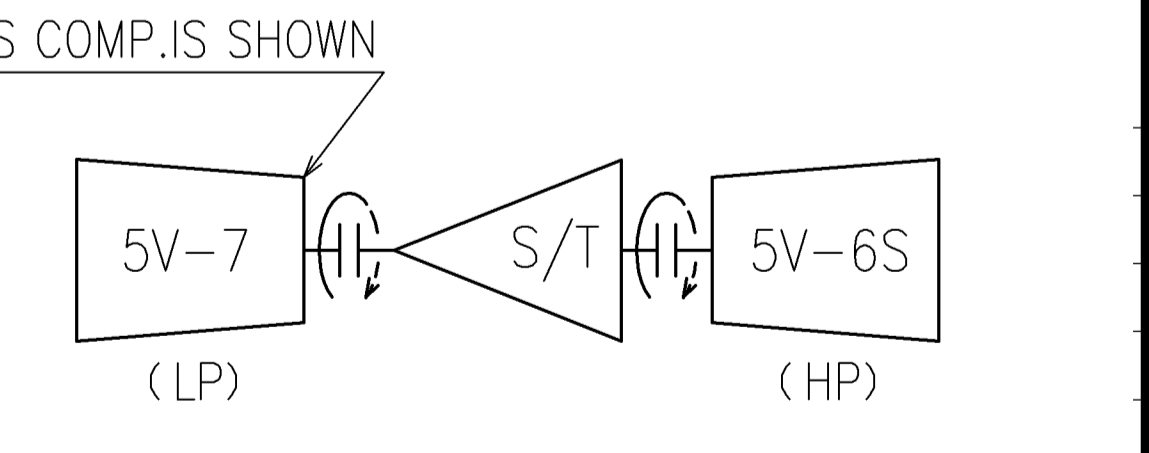 S COMP.IS SHOWN
5V-7
S/T
5V-6S
(LP)
(HP)